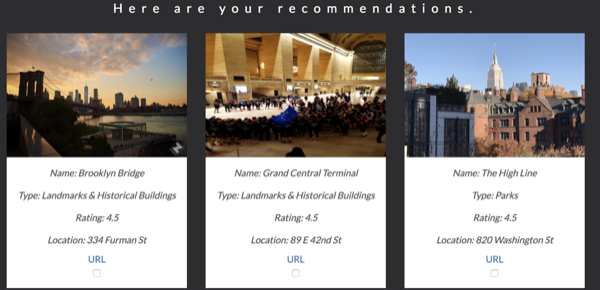 Here are your recommendations.
Name: Brooklyn Bridge
Type: Landmarks & Historical Buildings
Rating: 4.5
Location: 334 Furman St
URL
Name: Grand Central Terminal
Type: Landmarks & Historical Buildings
Rating: 4.5
Location: 89 E 42nd St
URL
Name: The High Line
Type: Parks
Rating: 4.5
Location: 820 Washington St
URL